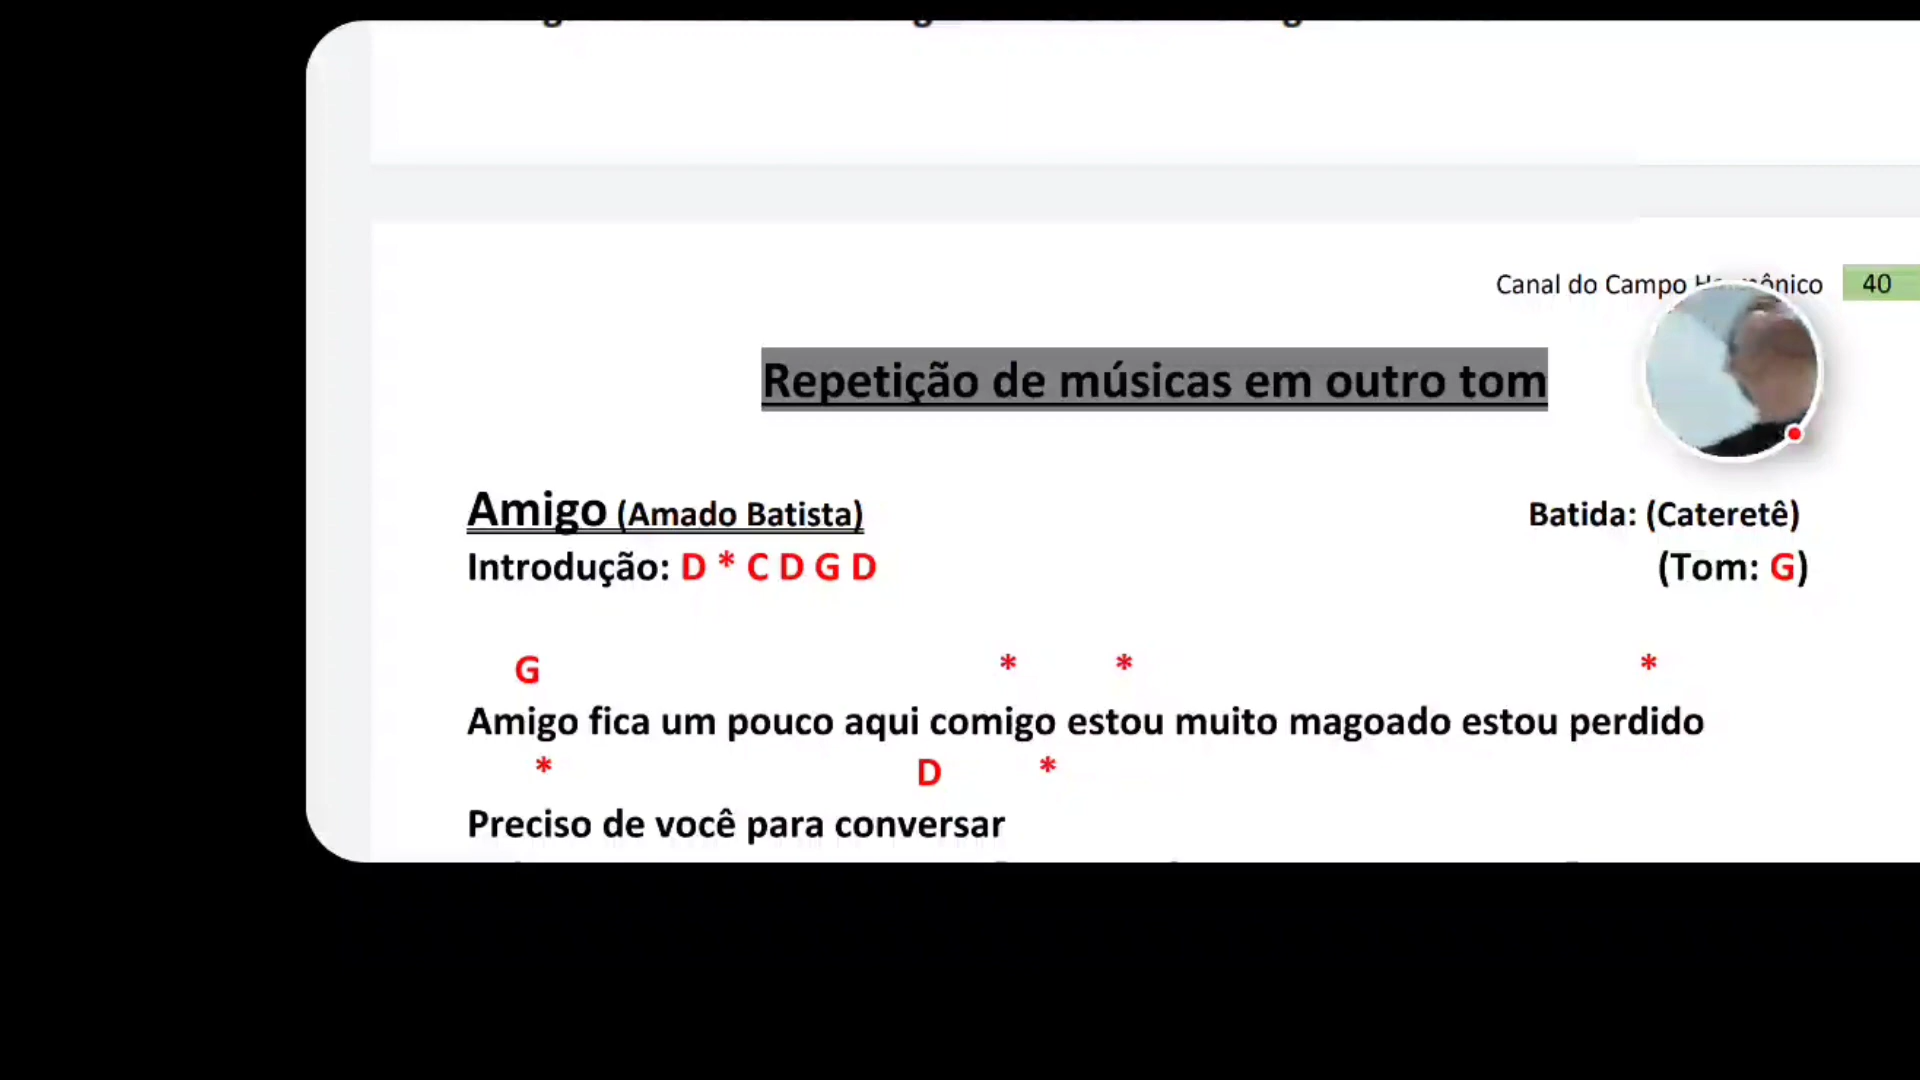 Canal do Campo 40
Repetição de músicas em outro tom
Amigo (Amado Batista) Batida: (Cateretê)
Introdução: D * C D G D (Tom: G)
G * * *
Amigo fica um pouco aqui comigo estou muito magoado estou perdido
* D *
Preciso de você para conversar